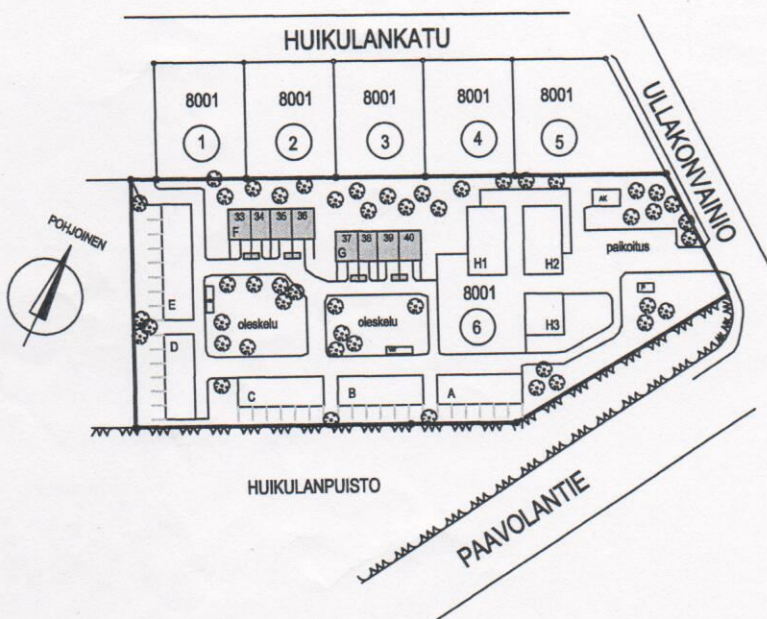 HUIKULANKATU
ULLAKONVAINIO
8001 8001 8001 8001 8001
1 2 3 4 5
POHJOINEN
33 34 35 36
F
AK
37 38 39 40
G
H1 H2
paikoitus
E
8001
6
oleskelu
oleskelu
H3
D
C B A
HUIKULANPUISTO
PAAVOLANTIE